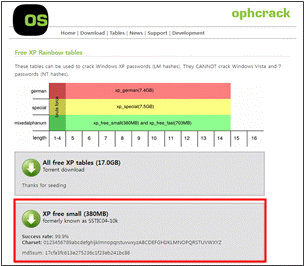 OS
ophcrack
Home | Download | Tables | News | Support | Development
Free XP Rainbow tables
These tables can be used to crack Windows XP passwords (LM hashes). They CANNOT crack Windows Vista and 7 passwords (NT hashes).
german
xp_german(7.4GB)
special
xp_special(7.5GB)
mixedalphanum
xp_free_small(380MB) and xp_free_fast(703MB)
length 1-4 5 6 7 8 9 10 11 12 13 14 15 16
All free XP tables (17.0GB)
Torrent download
Thanks for seeding
XP free small (380MB)
formerly known as SSTIC04-10k
Success rate: 99.9%
Charset: 0123456789abcdefghijklmnopqrstuvwxyzABCDEFGHIJKLMNOPQRSTUVWXYZ
md5sum: